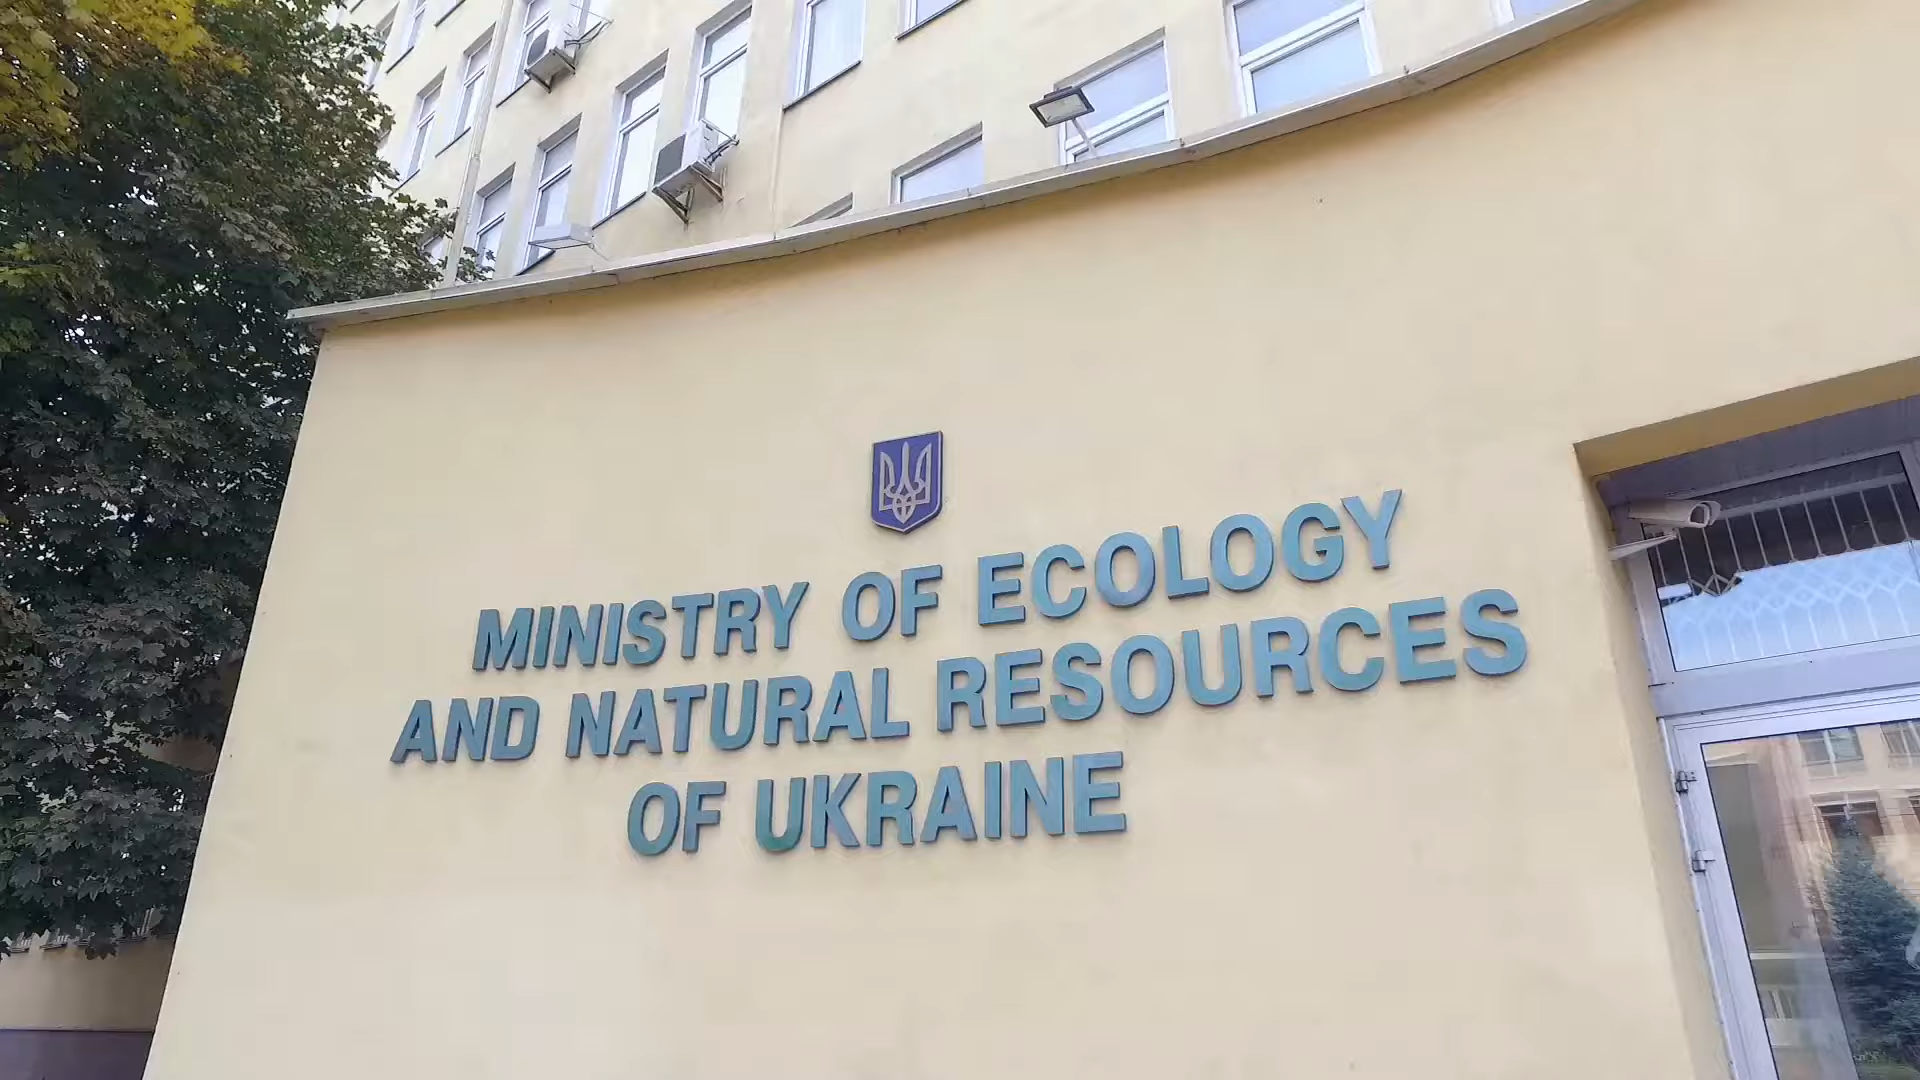 MINISTRY OF ECOLOGY
AND NATURAL RESOURCES
OF UKRAINE